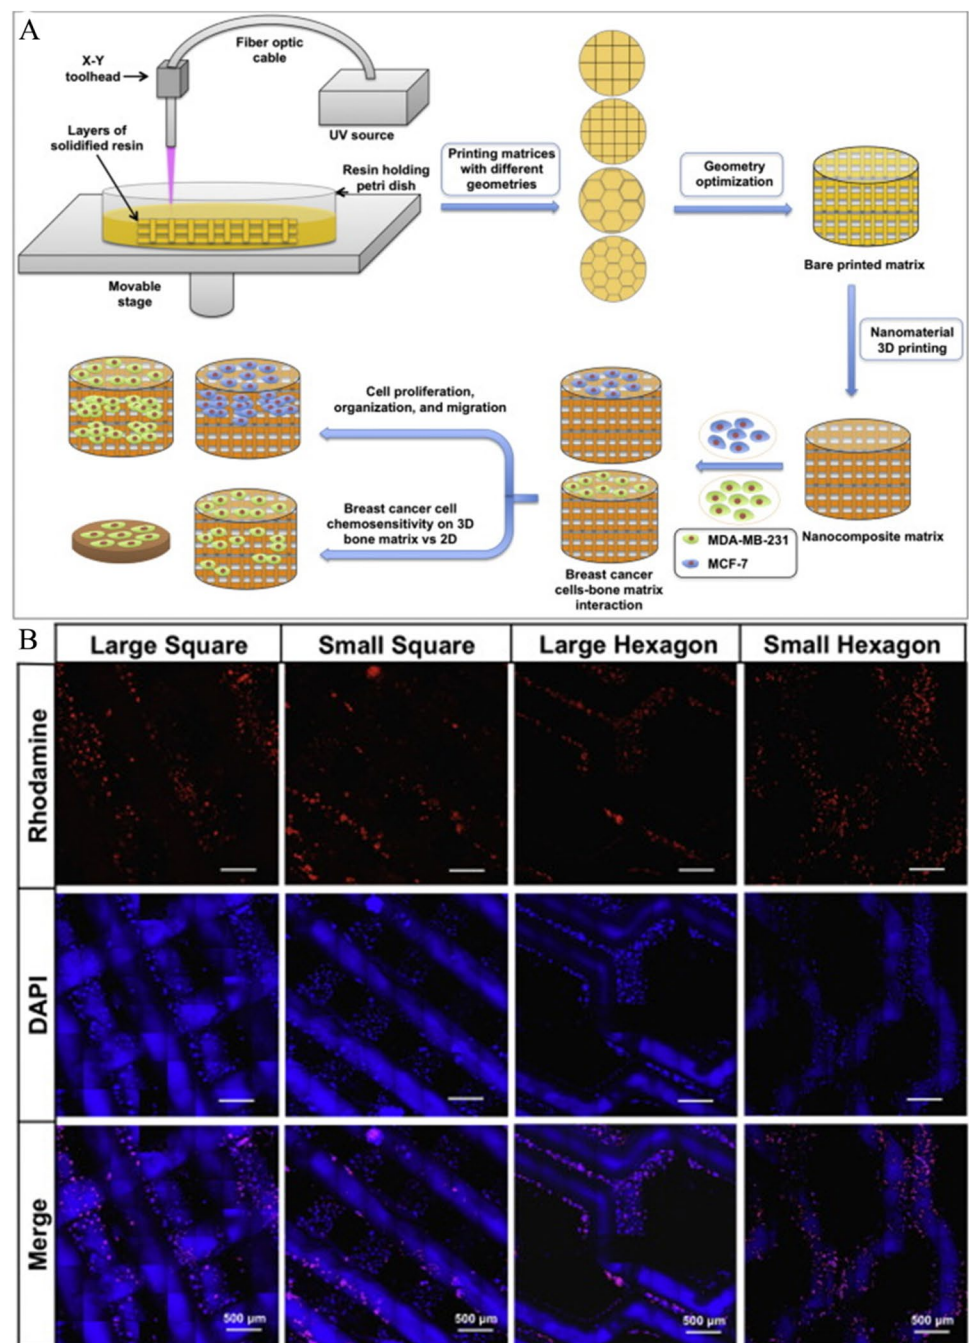 A
Fiber optic
cable
X-Y
toolhead
UV source
Layers of
solidified resin
Resin holding
petri dish
Movable
stage
Printing matrices
with different
geometries
Geometry
optimization
Bare printed matrix
Nanomaterial
3D printing
Cell proliferation,
organization, and migration
Breast cancer cell
chemosensitivity on 3D
bone matrix vs 2D
Breast cancer
cells-bone matrix
interaction
MDA-MB-231
MCF-7
Nanocomposite matrix
B
Large Square
Small Square
Large Hexagon
Small Hexagon
Rhodamine
DAPI
Merge
500 µm
500 µm
500 µm
500 µm